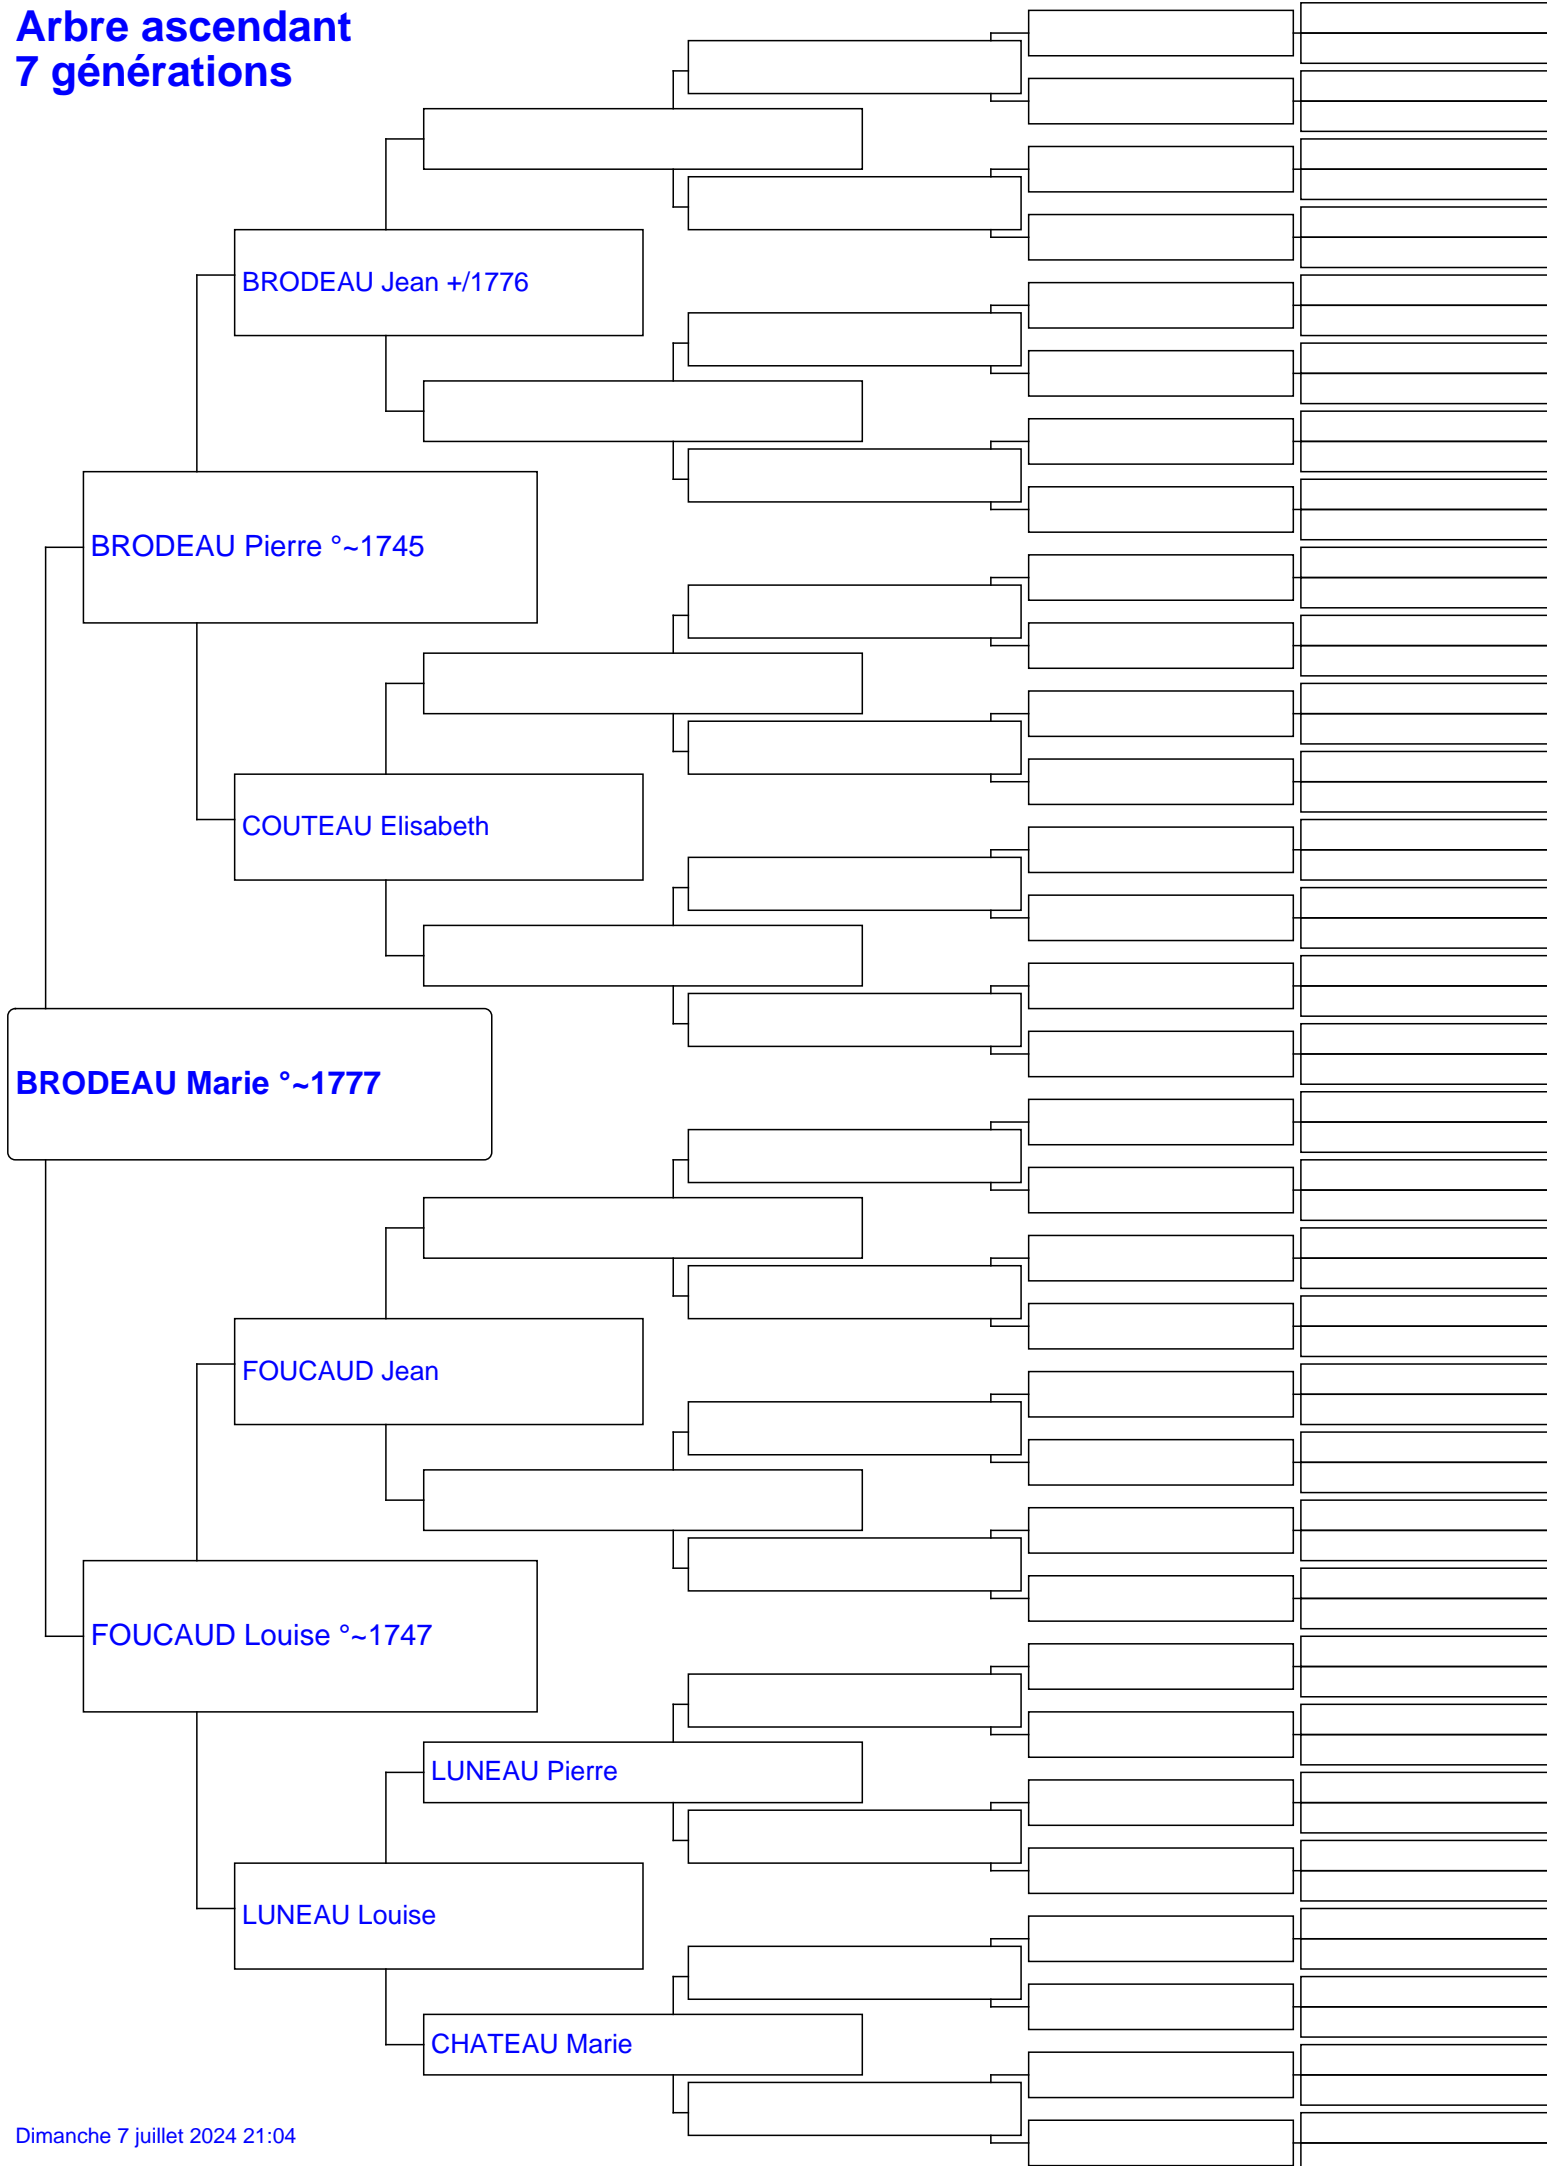 Arbre ascendant
7 générations
BRODEAU Jean +/1776
BRODEAU Pierre °~1745
COUTEAU Elisabeth
BRODEAU Marie °~1777
FOUCAUD Jean
FOUCAUD Louise °~1747
LUNEAU Pierre
LUNEAU Louise
CHATEAU Marie
Dimanche 7 juillet 2024 21:04